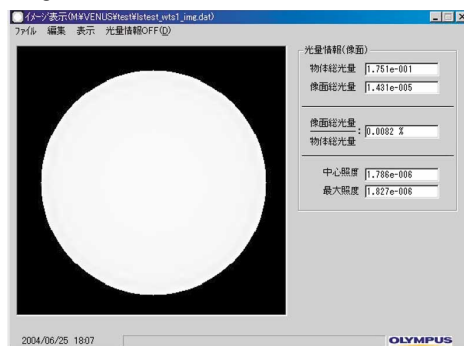 イメージ表示(M¥VENUS¥test¥lstest_wts1_img.dat)
ファイル 編集 表示 光量情報OFF(D)
光量情報(像面)
物体総光量 1.751e-001
像面総光量 1.431e-005
像面総光量
物体総光量
: 0.0082 %
中心照度 1.786e-006
最大照度 1.827e-006
2004/06/25 18:07
OLYMPUS